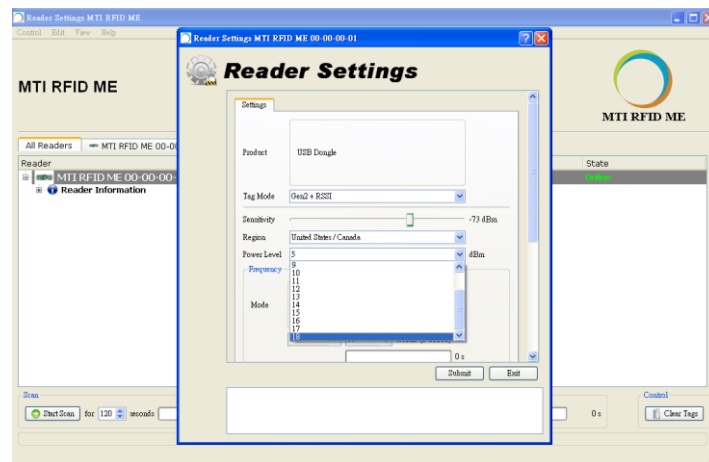 Reader Settings MTI RFID ME
Control Edit View Help
MTI RFID ME
MTI RFID ME
All Readers MTI RFID ME 00-00
Reader State
MTI RFID ME 00-00-00- Online
Reader Information
Scan
Start Scan for 120 seconds 0 s
Control
Clear Tags
Reader Settings MTI RFID ME 00-00-00-01
Reader Settings
Settings
Product USB Dongle
Tag Mode Gen2 + RSSI
Sensitivity -73 dBm
Region United States / Canada
Power Level 5 dBm
Frequency
Mode
9
10
11
12
13
14
15
16
17
18
0 s
Submit Exit